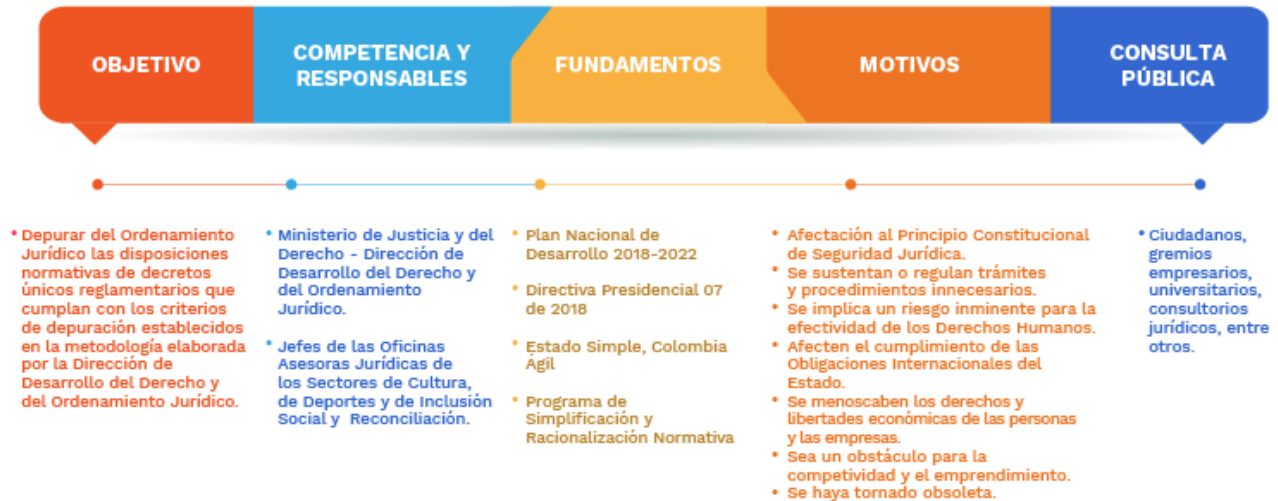 OBJETIVO
COMPETENCIA Y
RESPONSABLES
FUNDAMENTOS
MOTIVOS
CONSULTA
PÚBLICA
• Depurar del Ordenamiento
Jurídico las disposiciones
normativas de decretos
únicos reglamentarios que
cumplan con los criterios
de depuración establecidos
en la metodología elaborada
por la Dirección de
Desarrollo del Derecho y
del Ordenamiento Jurídico.
• Ministerio de Justicia y del
Derecho - Dirección de
Desarrollo del Derecho y
del Ordenamiento
Jurídico.
• Jefes de las Oficinas
Asesoras Jurídicas de
los Sectores de Cultura,
de Deportes y de Inclusión
Social y Reconciliación.
• Plan Nacional de
Desarrollo 2018-2022
• Directiva Presidencial 07
de 2018
• Estado Simple, Colombia
Ágil
• Programa de
Simplificación y
Racionalización Normativa
• Afectación al Principio Constitucional
de Seguridad Jurídica.
• Se sustentan o regulan trámites
y procedimientos innecesarios.
• Se implica un riesgo inminente para la
efectividad de los Derechos Humanos.
• Afecten el cumplimiento de las
Obligaciones Internacionales del
Estado.
• Se menoscaben los derechos y
libertades económicas de las personas
y las empresas.
• Sea un obstáculo para la
competividad y el emprendimiento.
• Se haya tornado obsoleta.
• Ciudadanos,
gremios
empresarios,
universitarios,
consultorios
jurídicos, entre
otros.